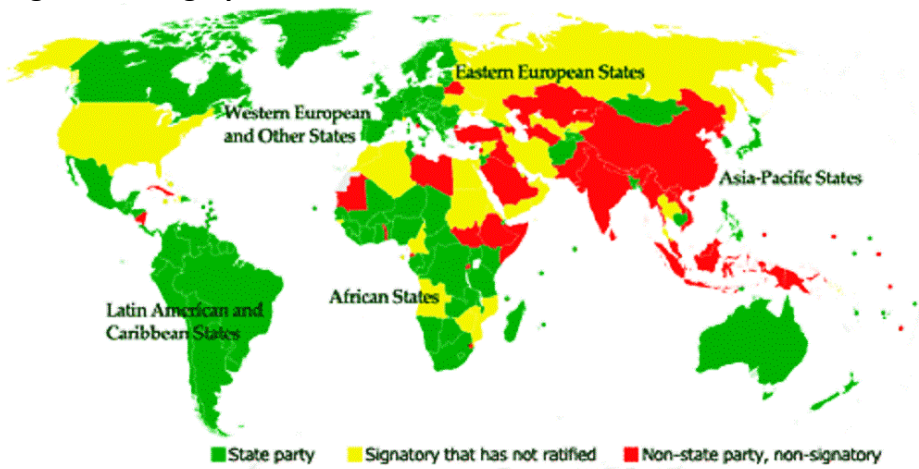 Eastern European States
Western European
and Other States
Asia-Pacific States
African States
Latin American and
Caribbean States
State party
Signatory that has not ratified
Non-state party, non-signatory